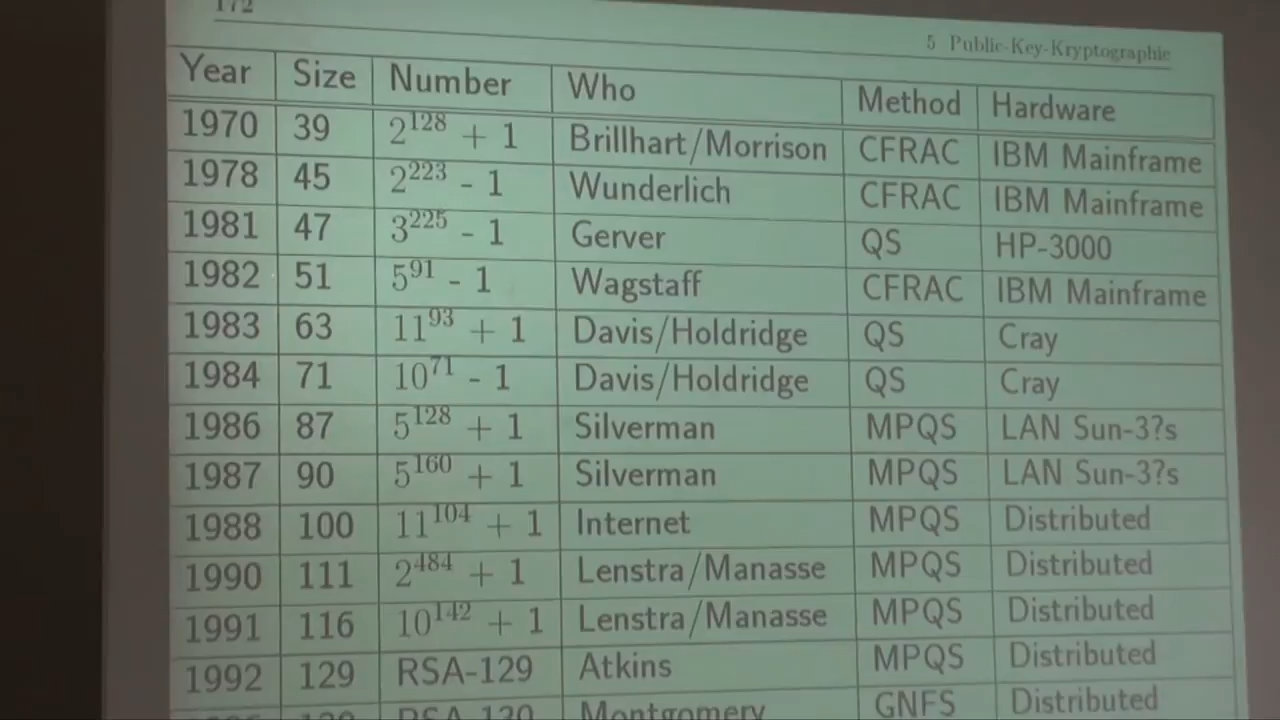 172
5 Public-Key-Kryptographie
Year Size Number Who Method Hardware
1970 39 2^128 + 1 Brillhart/Morrison CFRAC IBM Mainframe
1978 45 2^223 - 1 Wunderlich CFRAC IBM Mainframe
1981 47 3^225 - 1 Gerver QS HP-3000
1982 51 5^91 - 1 Wagstaff CFRAC IBM Mainframe
1983 63 11^93 + 1 Davis/Holdridge QS Cray
1984 71 10^71 - 1 Davis/Holdridge QS Cray
1986 87 5^128 + 1 Silverman MPQS LAN Sun-3?s
1987 90 5^160 + 1 Silverman MPQS LAN Sun-3?s
1988 100 11^104 + 1 Internet MPQS Distributed
1990 111 2^484 + 1 Lenstra/Manasse MPQS Distributed
1991 116 10^142 + 1 Lenstra/Manasse MPQS Distributed
1992 129 RSA-129 Atkins MPQS Distributed
RSA-130 Montgomery GNFS Distributed